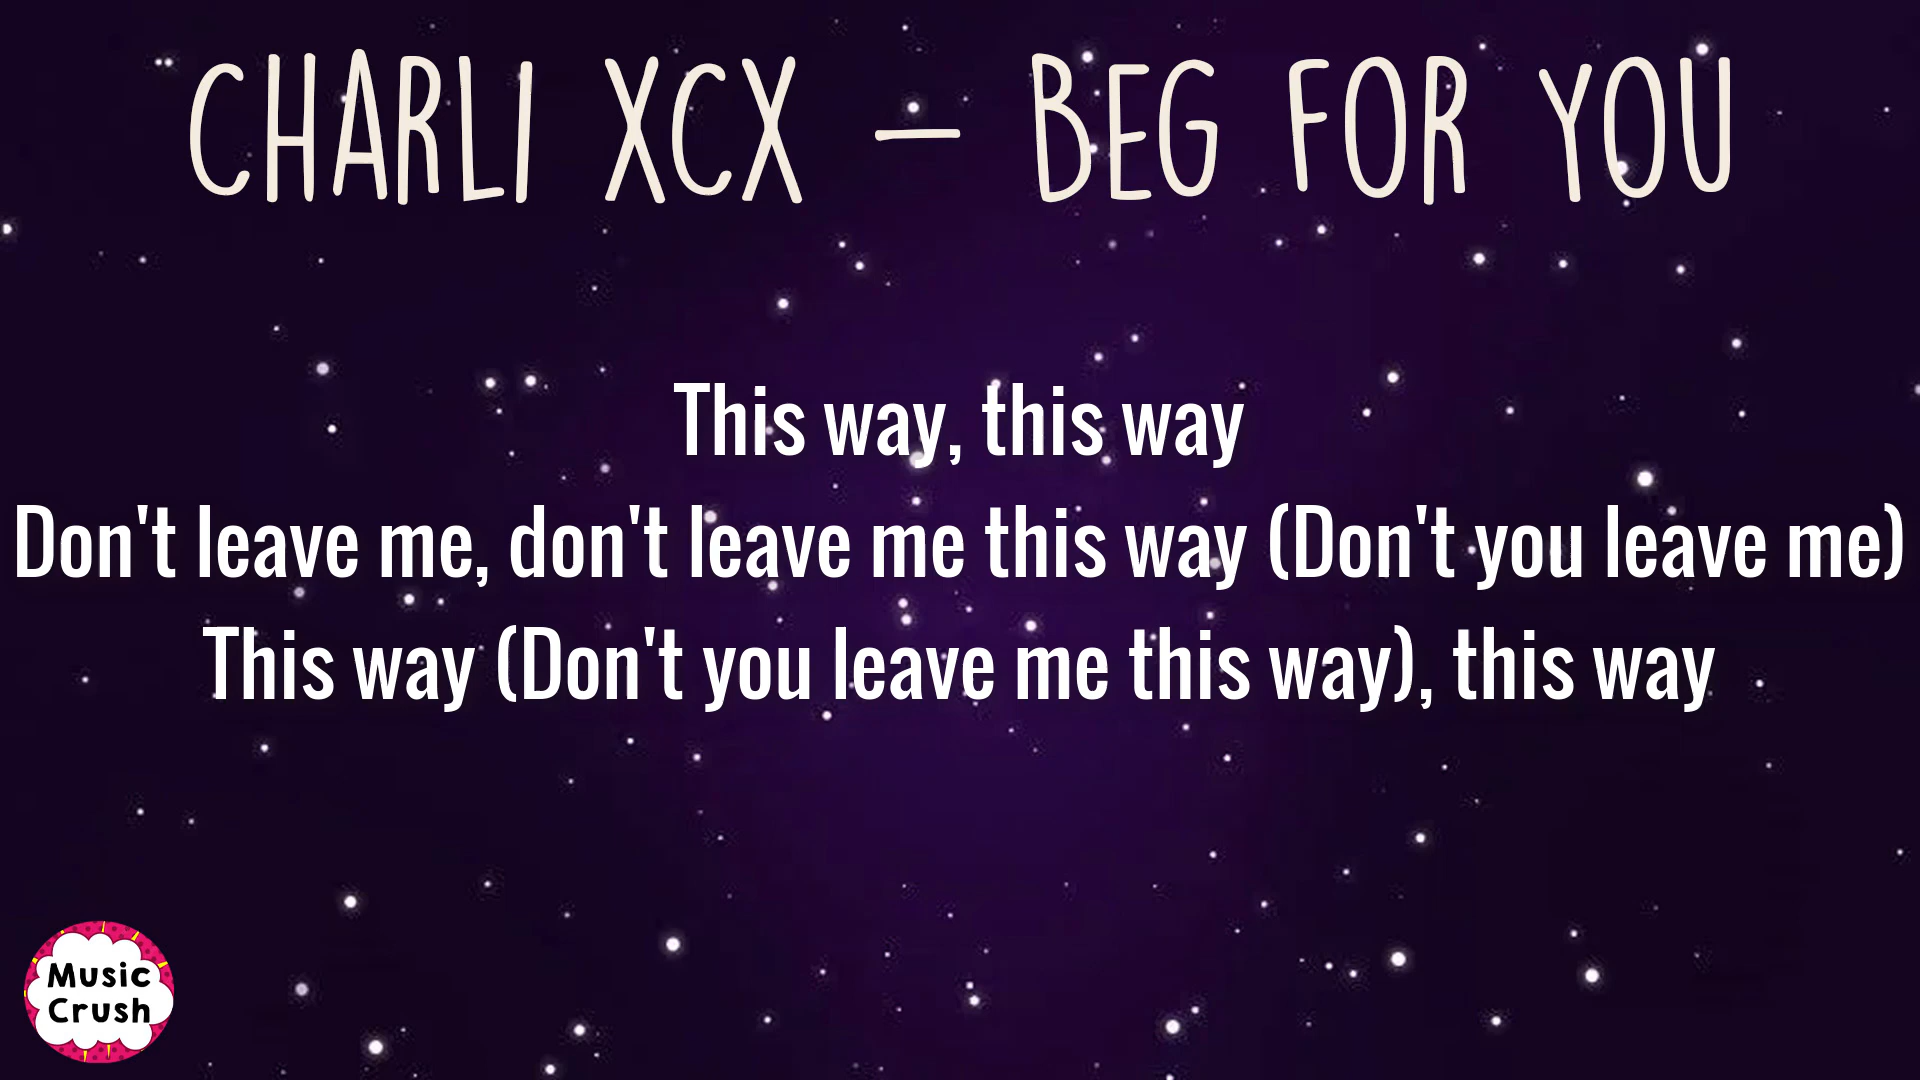 CHARLI XCX – BEG FOR YOU
This way, this way
Don't leave me, don't leave me this way (Don't you leave me)
This way (Don't you leave me this way), this way
Music
Crush